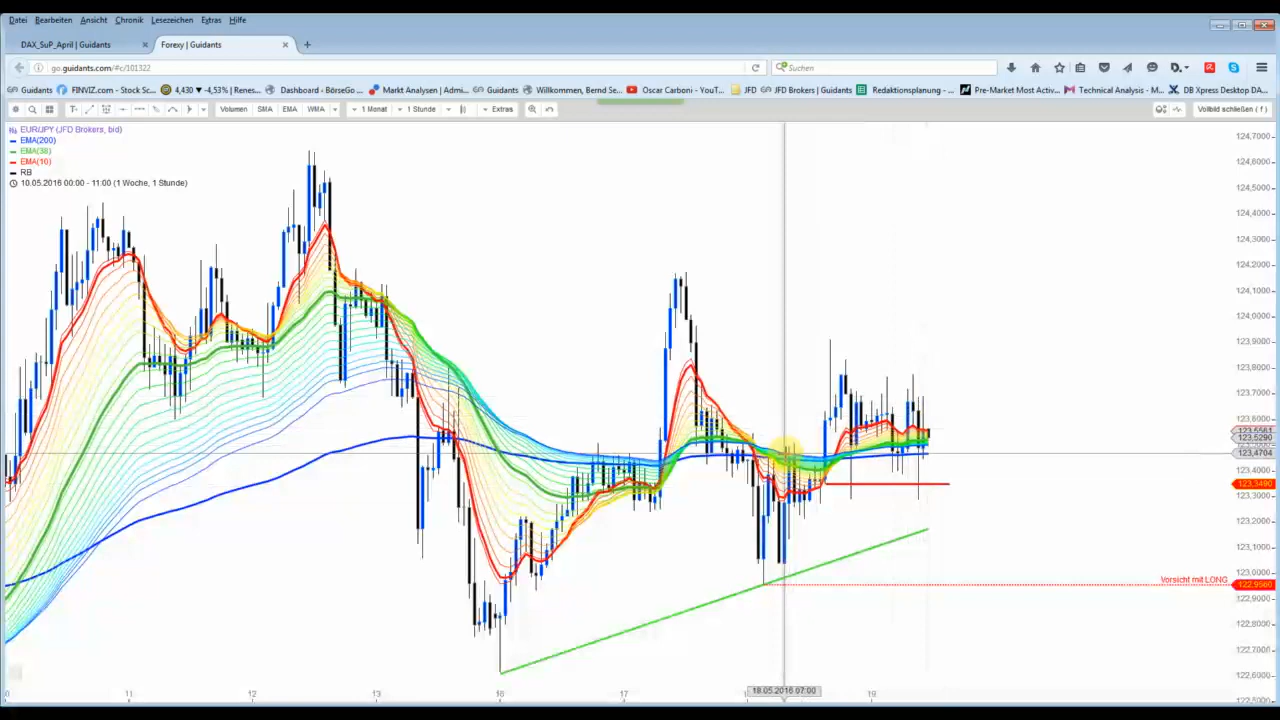 Datei Bearbeiten Ansicht Chronik Lesezeichen Extras Hilfe
DAX_SuP_April | Guidants × Forexy | Guidants × +
go.guidants.com/#c/101322 Suchen
Guidants FINVIZ.com - Stock Sc... 4,430 ▼ -4,53% | Renes... Dashboard - BörseGo ... Markt Analysen | Admi... Guidants Willkommen, Bernd Se... Oscar Carboni - YouT... JFD JFD Brokers | Guidants Redaktionsplanung - ... Pre-Market Most Activ... Technical Analysis - M... DB Xpress Desktop DA...
Volumen SMA EMA WMA 1 Monat 1 Stunde Extras Vollbild schließen ( f )
EUR/JPY (JFD Brokers, bid)
EMA(200)
EMA(38)
EMA(10)
RB
10.05.2016 00:00 - 11:00 (1 Woche, 1 Stunde)
124,7000
124,6000
124,5000
124,4000
124,3000
124,2000
124,1000
124,0000
123,9000
123,8000
123,7000
123,6000
123,5290
123,4704
123,4000
123,3490
123,3000
123,2000
123,1000
123,0000
Vorsicht mit LONG 122,9560
122,9000
122,8000
122,7000
122,6000
11 12 13 16 17 18.05.2016 07:00 19